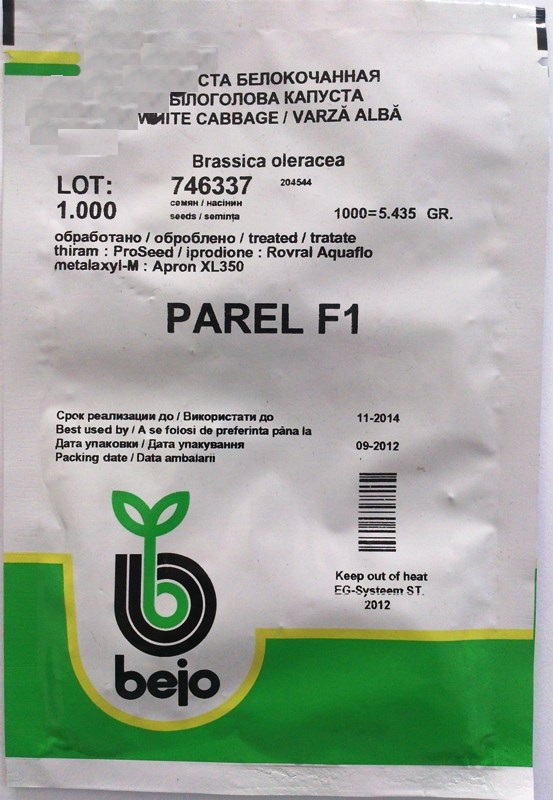 СТА БЕЛОКОЧАННАЯ
БІЛОГОЛОВА КАПУСТА
WHITE CABBAGE / VARZĂ ALBĂ
Brassica oleracea
LOT: 746337 204544
1.000 семян / насінин
seeds / semința 1000=5.435 GR.
обработано / оброблено / treated / tratate
thiram : ProSeed / iprodione : Rovral Aquaflo
metalaxyl-M : Apron XL350
PAREL F1
Срок реализации до / Використати до 11-2014
Best used by / A se folosi de preferinta pâna la
Дата упаковки / Дата упакування 09-2012
Packing date / Data ambalarii
Keep out of heat
EG-Systeem ST.
2012
bejo